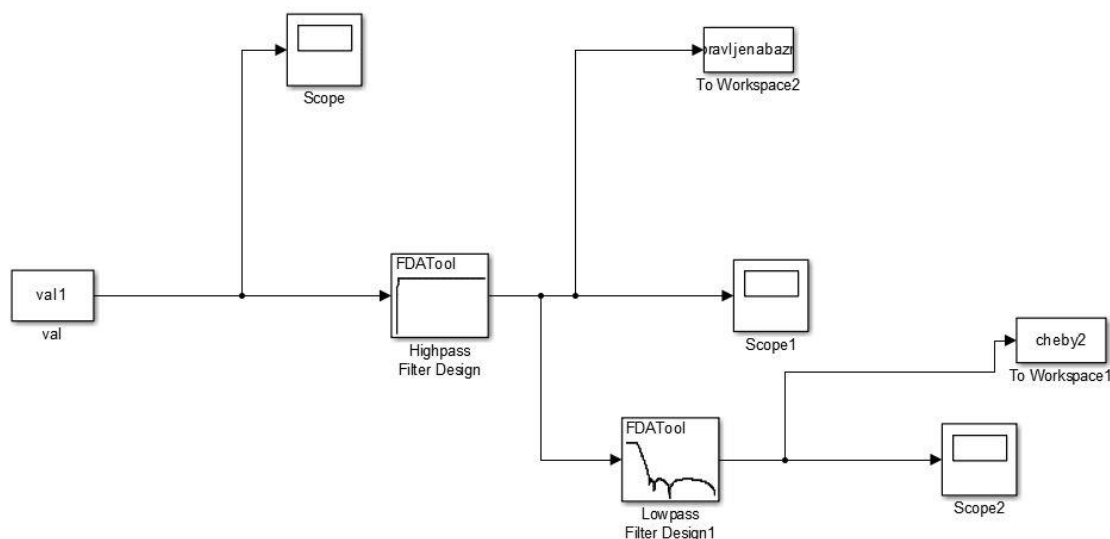 Scope
ravljenabazr
To Workspace2
val1
val
FDATool
Highpass
Filter Design
Scope1
cheby2
To Workspace1
FDATool
Lowpass
Filter Design1
Scope2